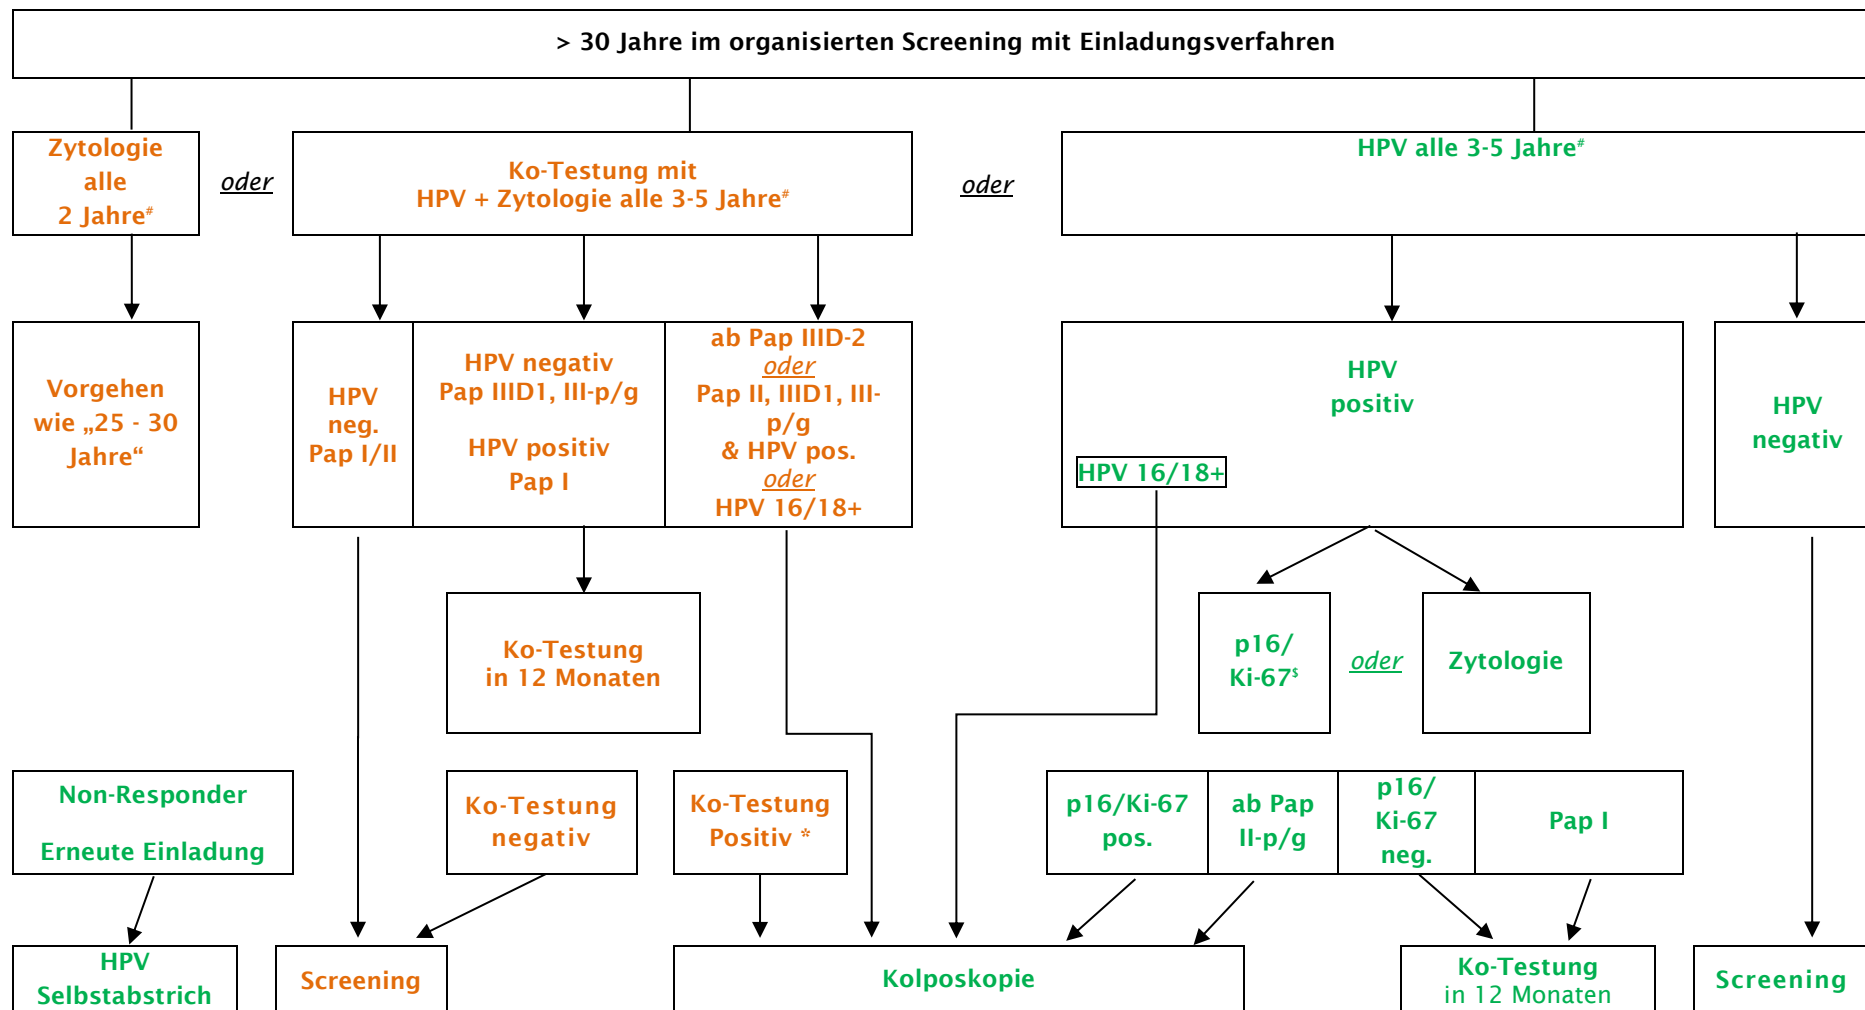 > 30 Jahre im organisierten Screening mit Einladungsverfahren
Zytologie
alle
2 Jahre#
oder
Ko-Testung mit
HPV + Zytologie alle 3-5 Jahre#
oder
HPV alle 3-5 Jahre#
Vorgehen
wie „25 - 30
Jahre“
HPV
neg.
Pap I/II
HPV negativ
Pap IIID1, III-p/g
HPV positiv
Pap I
ab Pap IIID-2
oder
Pap II, IIID1, III-
p/g
& HPV pos.
oder
HPV 16/18+
HPV
positiv
HPV 16/18+
HPV
negativ
Ko-Testung
in 12 Monaten
p16/
Ki-67$
oder
Zytologie
Non-Responder
Erneute Einladung
Ko-Testung
negativ
Ko-Testung
Positiv *
p16/Ki-67
pos.
ab Pap
II-p/g
p16/
Ki-67
neg.
Pap I
HPV
Selbstabstrich
Screening
Kolposkopie
Ko-Testung
in 12 Monaten
Screening